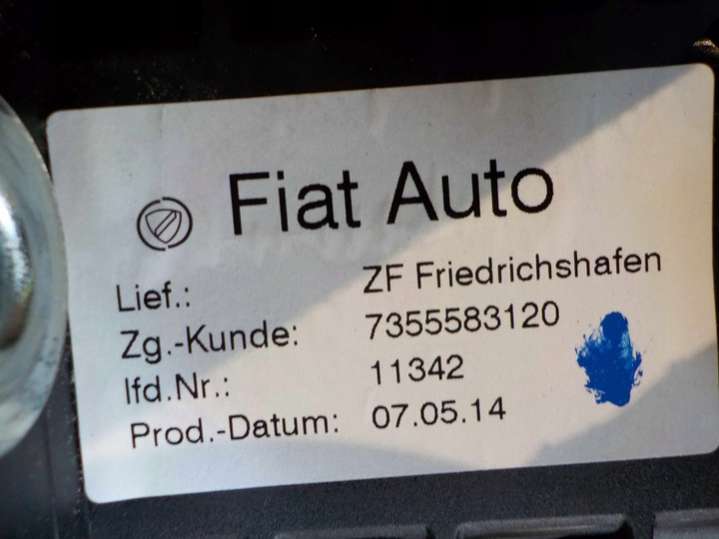 Fiat Auto
Lief.: ZF Friedrichshafen
Zg.-Kunde: 7355583120
lfd.Nr.: 11342
Prod.-Datum: 07.05.14